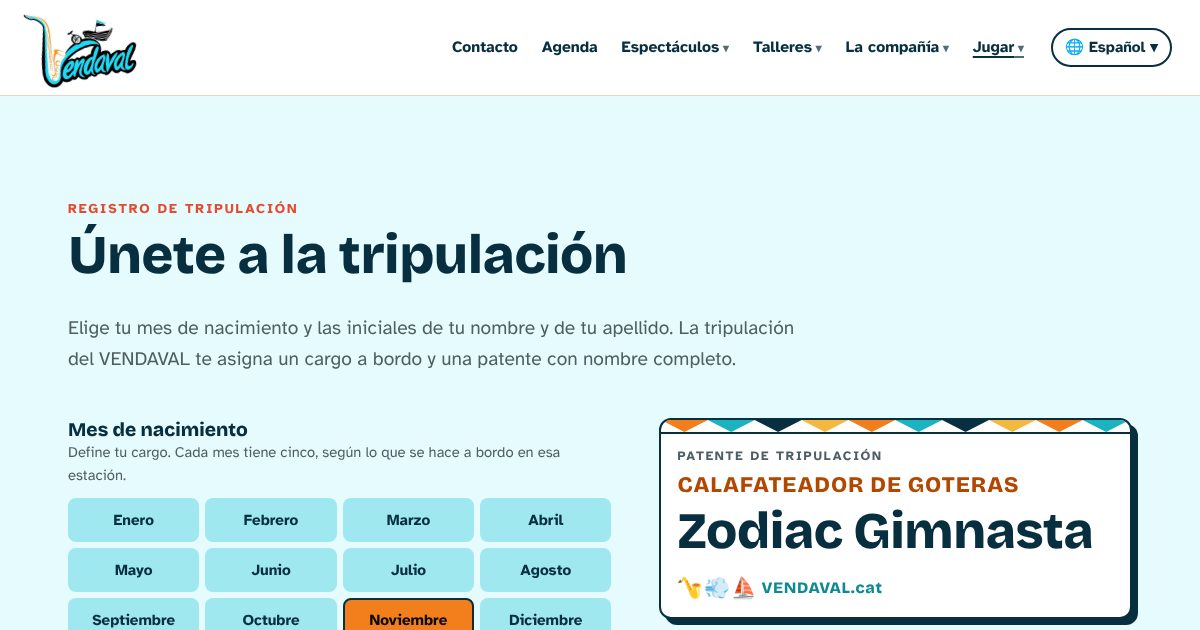 Vendaval
Contacto Agenda Espectáculos ▾ Talleres ▾ La compañía ▾ Jugar ▾ 🌐 Español ▾
REGISTRO DE TRIPULACIÓN
Únete a la tripulación
Elige tu mes de nacimiento y las iniciales de tu nombre y de tu apellido. La tripulación
del VENDAVAL te asigna un cargo a bordo y una patente con nombre completo.
Mes de nacimiento
Define tu cargo. Cada mes tiene cinco, según lo que se hace a bordo en esa
estación.
Enero Febrero Marzo Abril
Mayo Junio Julio Agosto
Septiembre Octubre Noviembre Diciembre
PATENTE DE TRIPULACIÓN
CALAFATEADOR DE GOTERAS
Zodiac Gimnasta
🎷💨⛵ VENDAVAL.cat